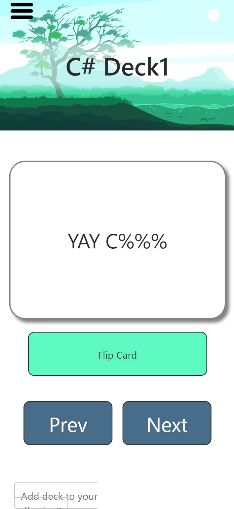 C# Deck1
YAY C%%%
Flip Card
Prev
Next
Add deck to your